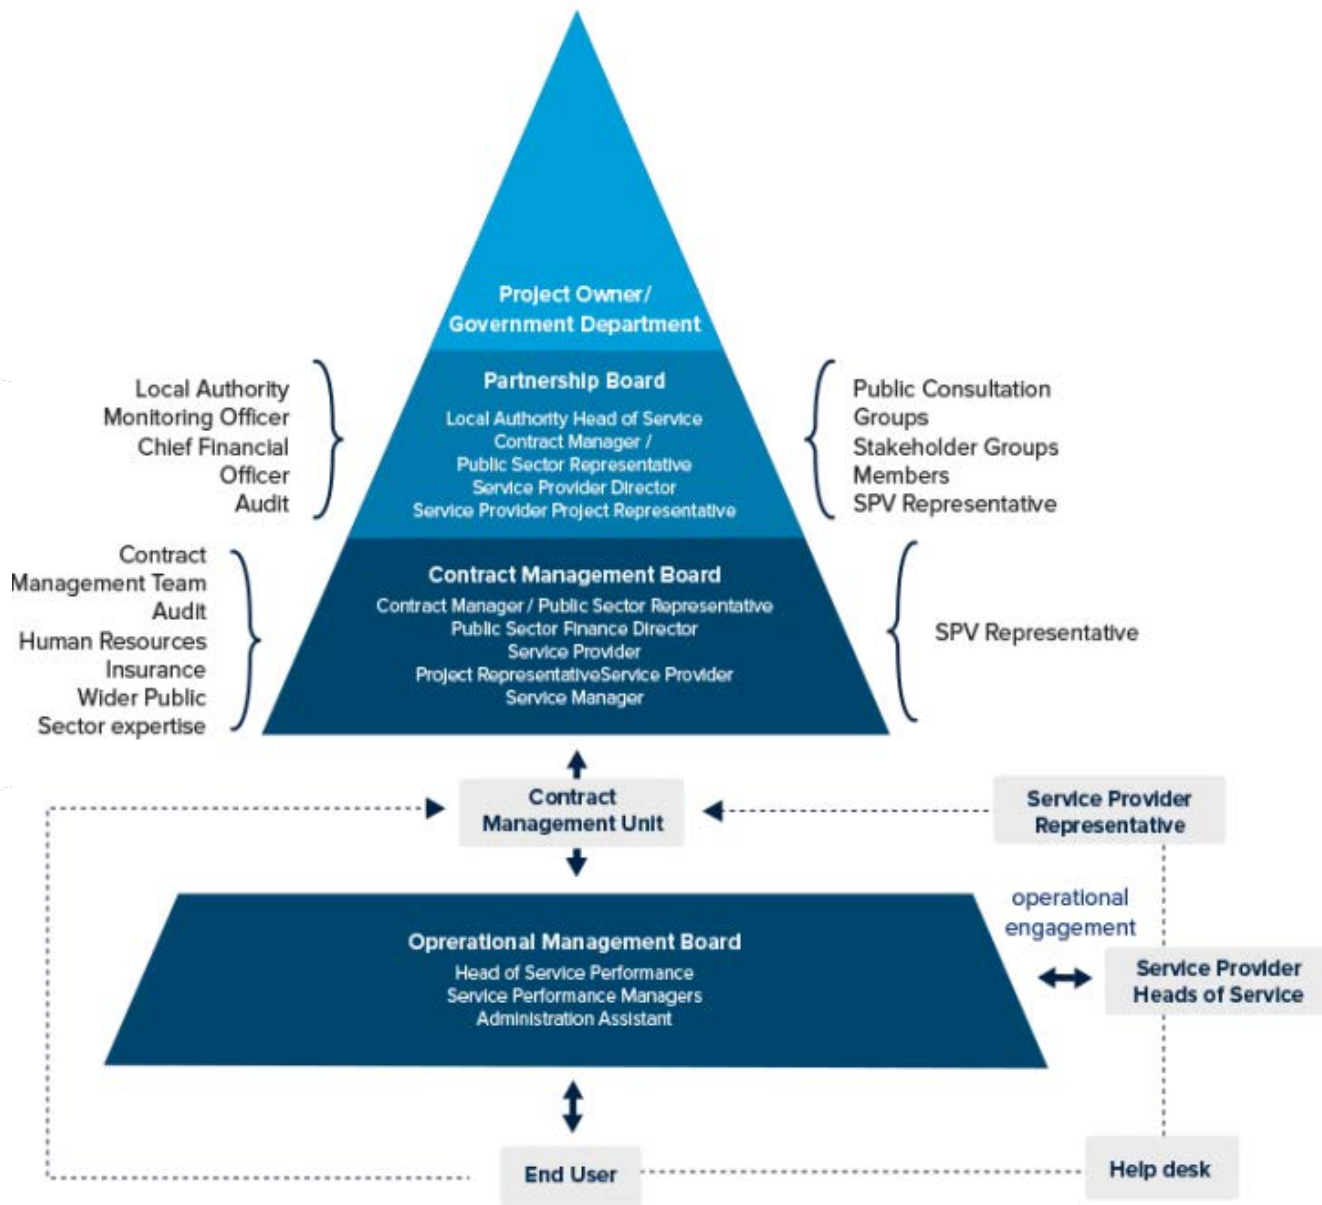 Project Owner/
Government Department
Partnership Board
Local Authority Head of Service
Contract Manager /
Public Sector Representative
Service Provider Director
Service Provider Project Representative
Local Authority
Monitoring Officer
Chief Financial
Officer
Audit
Public Consultation
Groups
Stakeholder Groups
Members
SPV Representative
Contract Management Board
Contract Manager / Public Sector Representative
Public Sector Finance Director
Service Provider
Project RepresentativeService Provider
Service Manager
Contract
Management Team
Audit
Human Resources
Insurance
Wider Public
Sector expertise
SPV Representative
Contract
Management Unit
Service Provider
Representative
operational
engagement
Oprerational Management Board
Head of Service Performance
Service Performance Managers
Administration Assistant
Service Provider
Heads of Service
End User
Help desk